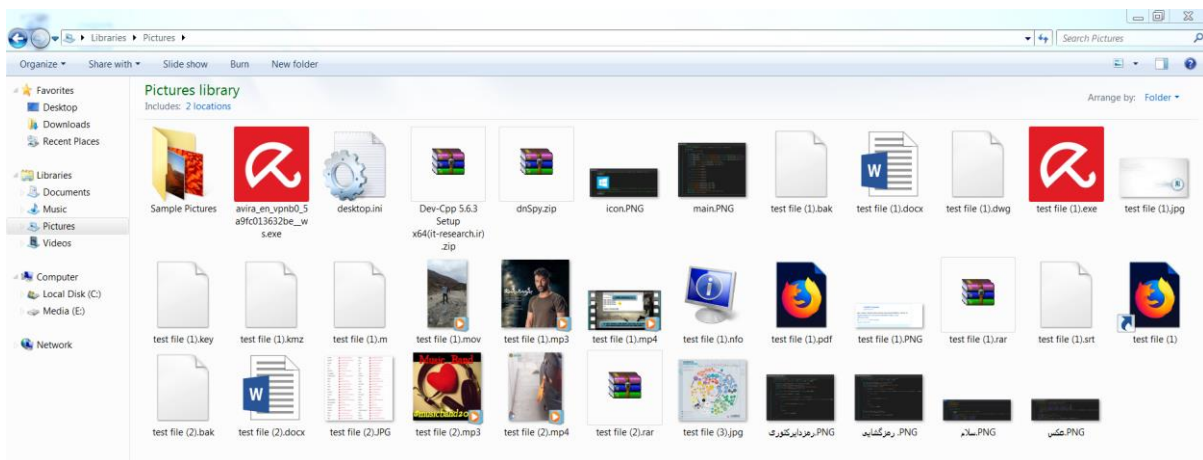 Libraries Pictures
Search Pictures
Organize Share with Slide show Burn New folder
Favorites
Desktop
Downloads
Recent Places
Libraries
Documents
Music
Pictures
Videos
Computer
Local Disk (C:)
Media (E:)
Network
Pictures library
Includes: 2 locations
Arrange by: Folder
Sample Pictures
avira_en_vpnb0_5
a9fc013632be__w
s.exe
desktop.ini
Dev-Cpp 5.6.3
Setup
x64(it-research.ir)
.zip
dnSpy.zip
icon.PNG
main.PNG
test file (1).bak
test file (1).docx
test file (1).dwg
test file (1).exe
test file (1).jpg
test file (1).key
test file (1).kmz
test file (1).m
test file (1).mov
test file (1).mp3
test file (1).mp4
test file (1).nfo
test file (1).pdf
test file (1).PNG
test file (1).rar
test file (1).srt
test file (1)
test file (2).bak
test file (2).docx
test file (2).JPG
test file (2).mp3
Music Band
test file (2).mp4
test file (2).rar
test file (3).jpg
رمزدایرکتوری.PNG
رمزگشایی.PNG
سلام.PNG
عکس.PNG